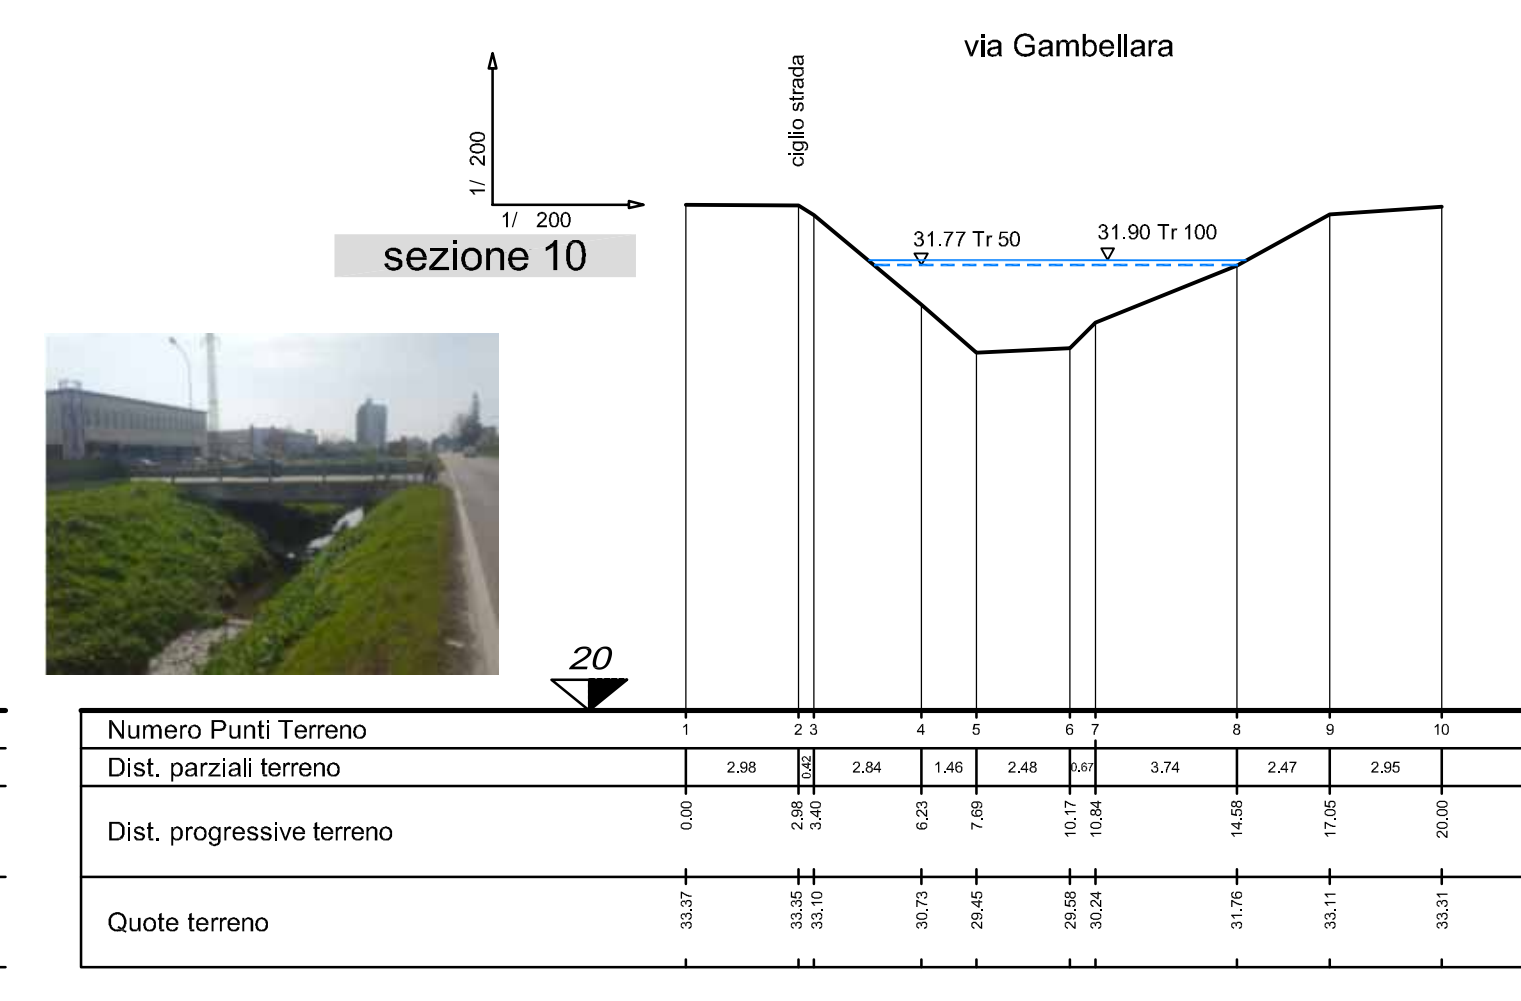 via Gambellara
ciglio strada
1/ 200
1/ 200
sezione 10
31.77 Tr 50
31.90 Tr 100
20
Numero Punti Terreno 1 2 3 4 5 6 7 8 9 10
Dist. parziali terreno 2.98 0.42 2.84 1.46 2.48 0.67 3.74 2.47 2.95
Dist. progressive terreno 0.00 2.98 3.40 6.23 7.69 10.17 10.84 14.58 17.05 20.00
Quote terreno 33.37 33.35 33.10 30.73 29.45 29.58 30.24 31.76 33.11 33.31